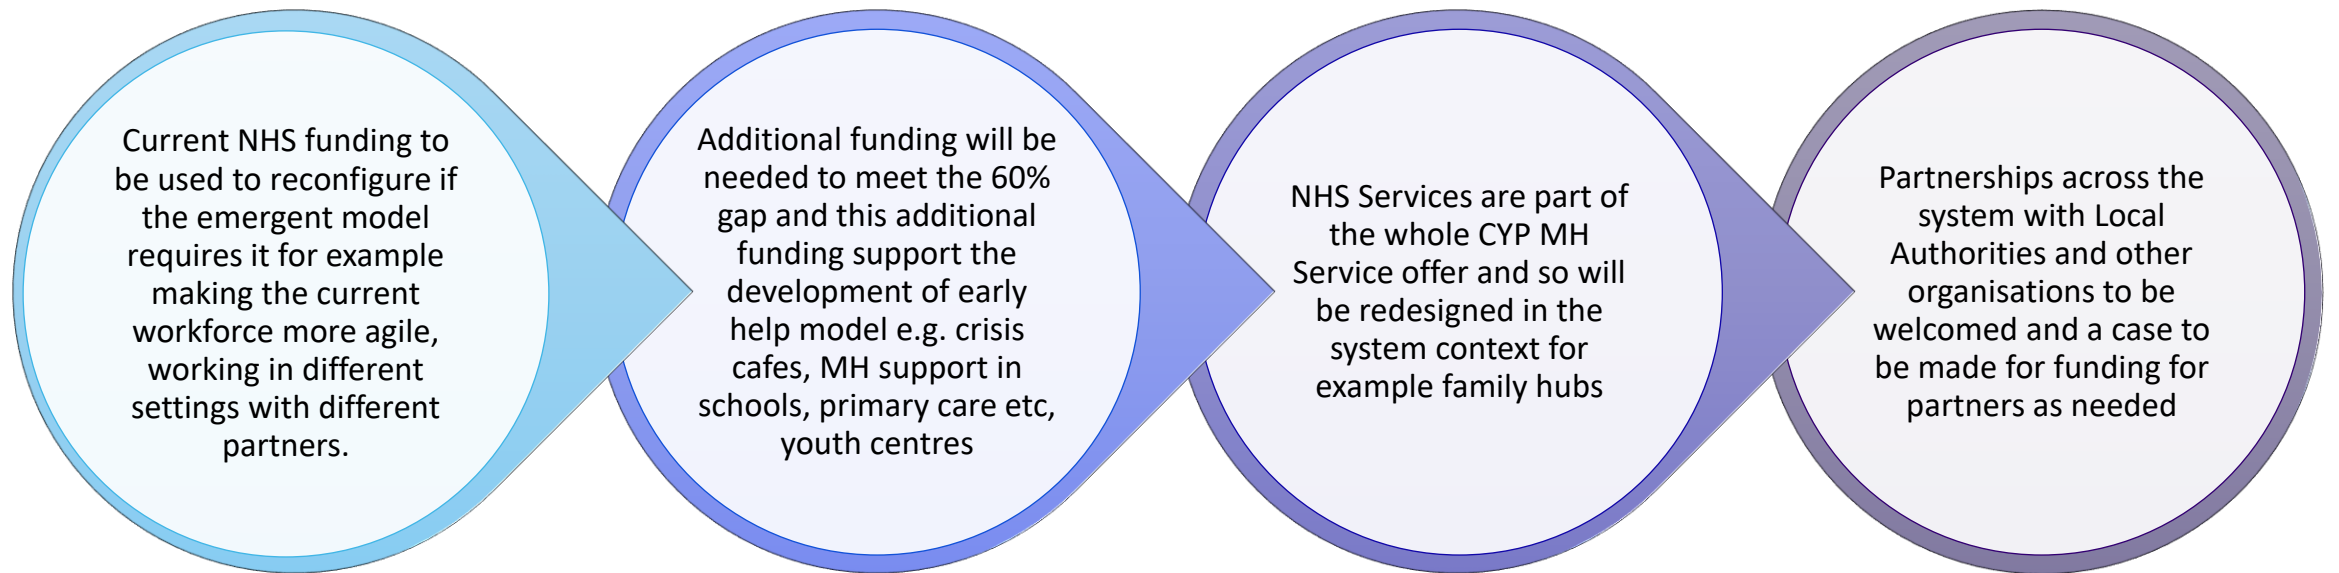 Current NHS funding to
be used to reconfigure if
the emergent model
requires it for example
making the current
workforce more agile,
working in different
settings with different
partners.
Additional funding will be
needed to meet the 60%
gap and this additional
funding support the
development of early
help model e.g. crisis
cafes, MH support in
schools, primary care etc,
youth centres
NHS Services are part of
the whole CYP MH
Service offer and so will
be redesigned in the
system context for
example family hubs
Partnerships across the
system with Local
Authorities and other
organisations to be
welcomed and a case to
be made for funding for
partners as needed